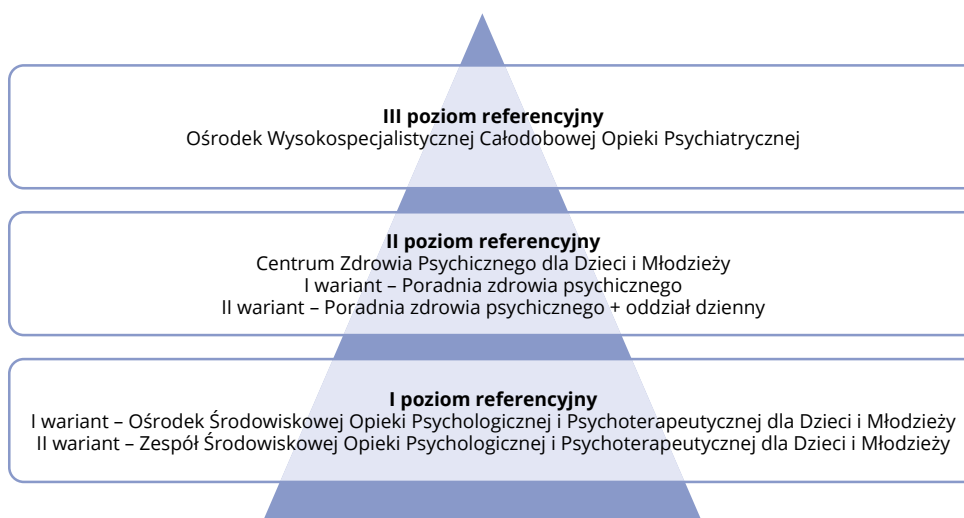 III poziom referencyjny
Ośrodek Wysokospecjalistycznej Całodobowej Opieki Psychiatrycznej
II poziom referencyjny
Centrum Zdrowia Psychicznego dla Dzieci i Młodzieży
I wariant – Poradnia zdrowia psychicznego
II wariant – Poradnia zdrowia psychicznego + oddział dzienny
I poziom referencyjny
I wariant – Ośrodek Środowiskowej Opieki Psychologicznej i Psychoterapeutycznej dla Dzieci i Młodzieży
II wariant – Zespół Środowiskowej Opieki Psychologicznej i Psychoterapeutycznej dla Dzieci i Młodzieży